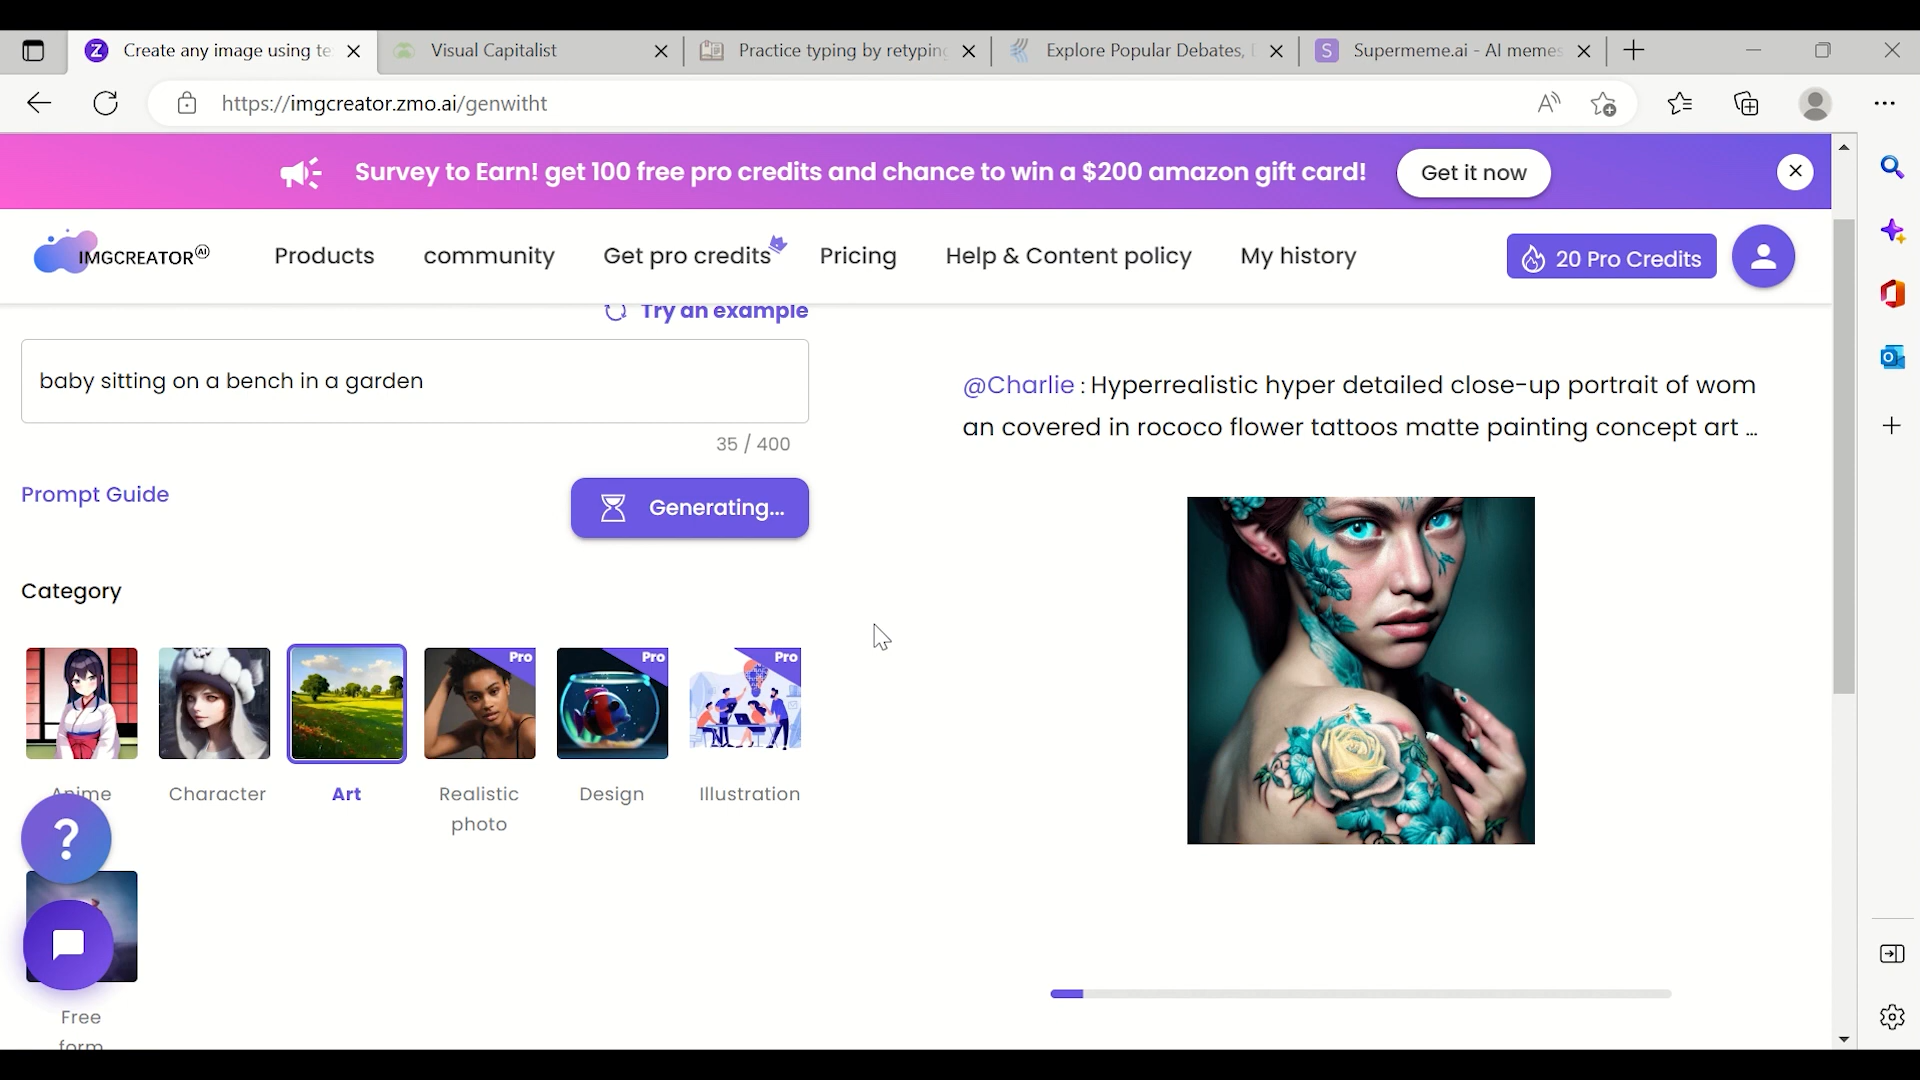 Create any image using te
Visual Capitalist
Practice typing by retyping
Explore Popular Debates,
Supermeme.ai - AI memes
https://imgcreator.zmo.ai/genwitht
Survey to Earn! get 100 free pro credits and chance to win a $200 amazon gift card!
Get it now
IMGCREATOR AI
Products
community
Get pro credits
Pricing
Help & Content policy
My history
20 Pro Credits
Try an example
baby sitting on a bench in a garden
35 / 400
@Charlie : Hyperrealistic hyper detailed close-up portrait of wom
an covered in rococo flower tattoos matte painting concept art ...
Prompt Guide
Generating...
Category
Pro
Pro
Pro
Anime
Character
Art
Realistic
photo
Design
Illustration
?
Free
form